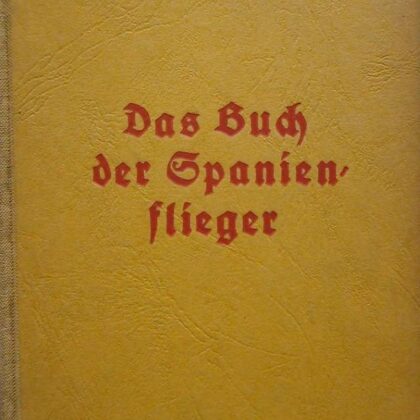 Das Buch
der Spanien-
flieger